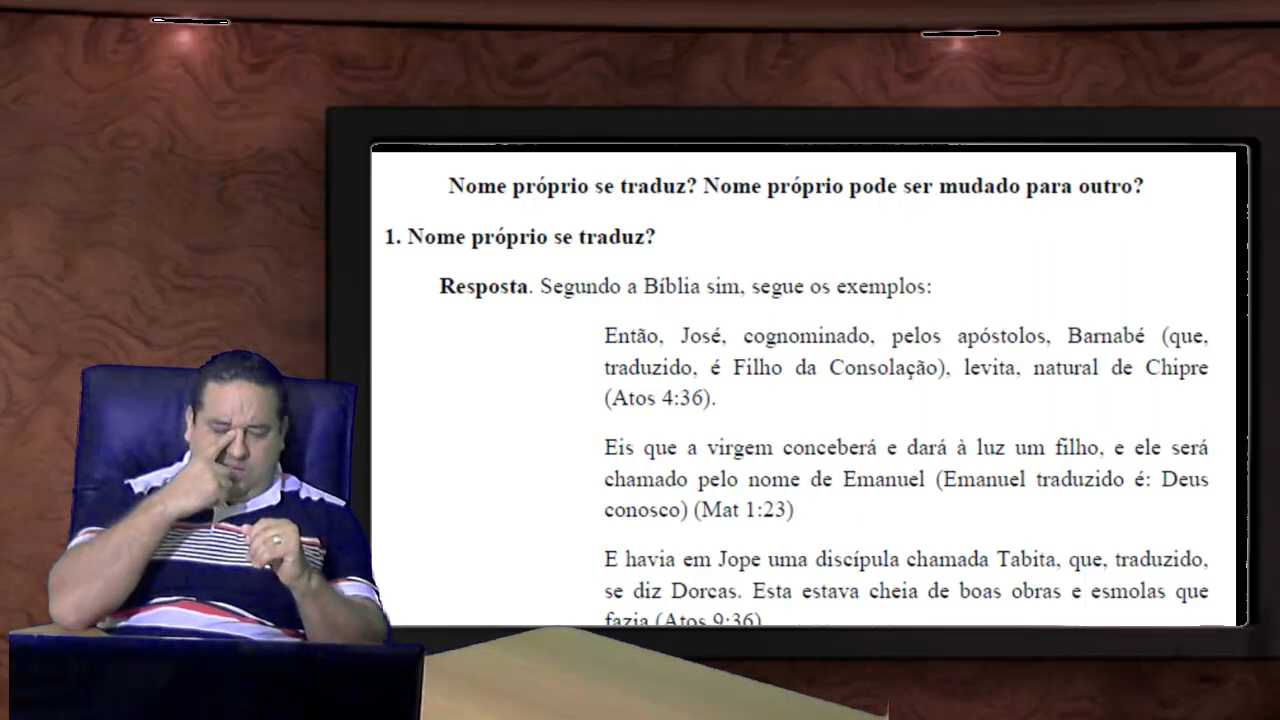 Nome próprio se traduz? Nome próprio pode ser mudado para outro?
1. Nome próprio se traduz?
Resposta. Segundo a Bíblia sim, segue os exemplos:
Então, José, cognominado, pelos apóstolos, Barnabé (que,
traduzido, é Filho da Consolação), levita, natural de Chipre
(Atos 4:36).
Eis que a virgem conceberá e dará à luz um filho, e ele será
chamado pelo nome de Emanuel (Emanuel traduzido é: Deus
conosco) (Mat 1:23)
E havia em Jope uma discípula chamada Tabita, que, traduzido,
se diz Dorcas. Esta estava cheia de boas obras e esmolas que
fazia (Atos 9:36)